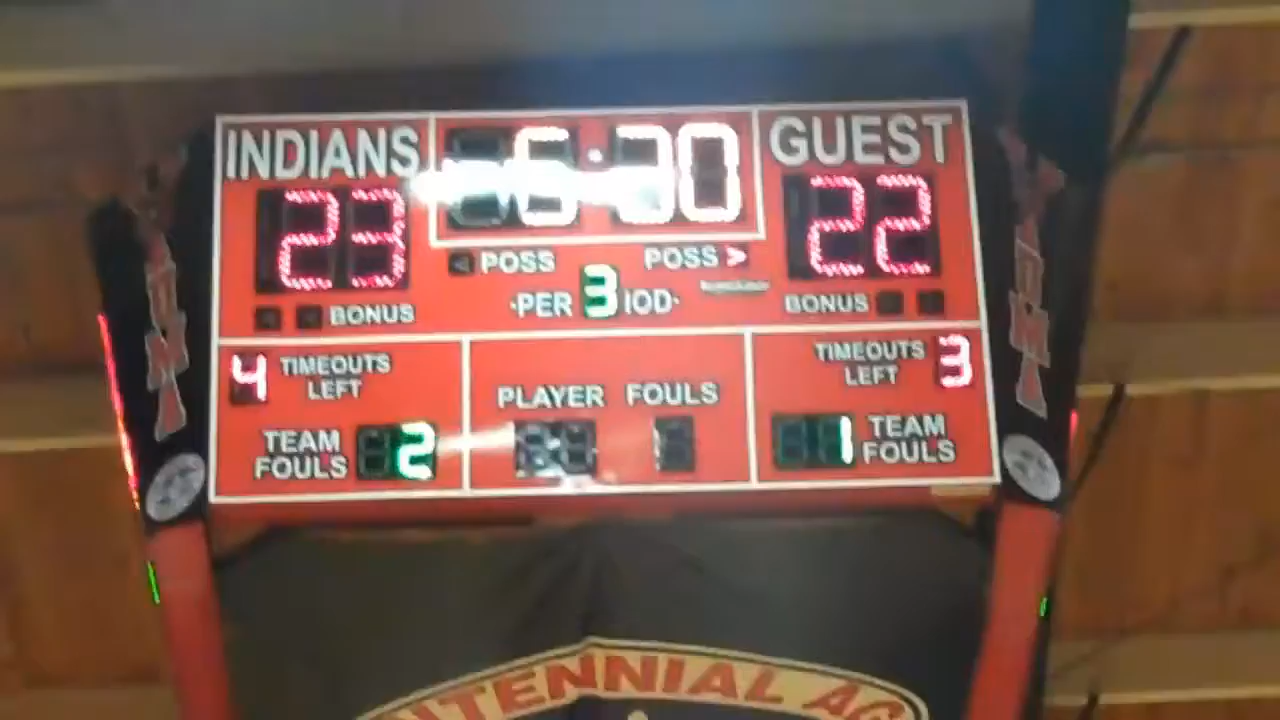 INDIANS 6:30 GUEST
23 22
POSS POSS >
·PER 3 IOD·
BONUS BONUS
4 TIMEOUTS LEFT
TEAM FOULS 2
PLAYER FOULS
TIMEOUTS LEFT 3
1 TEAM FOULS